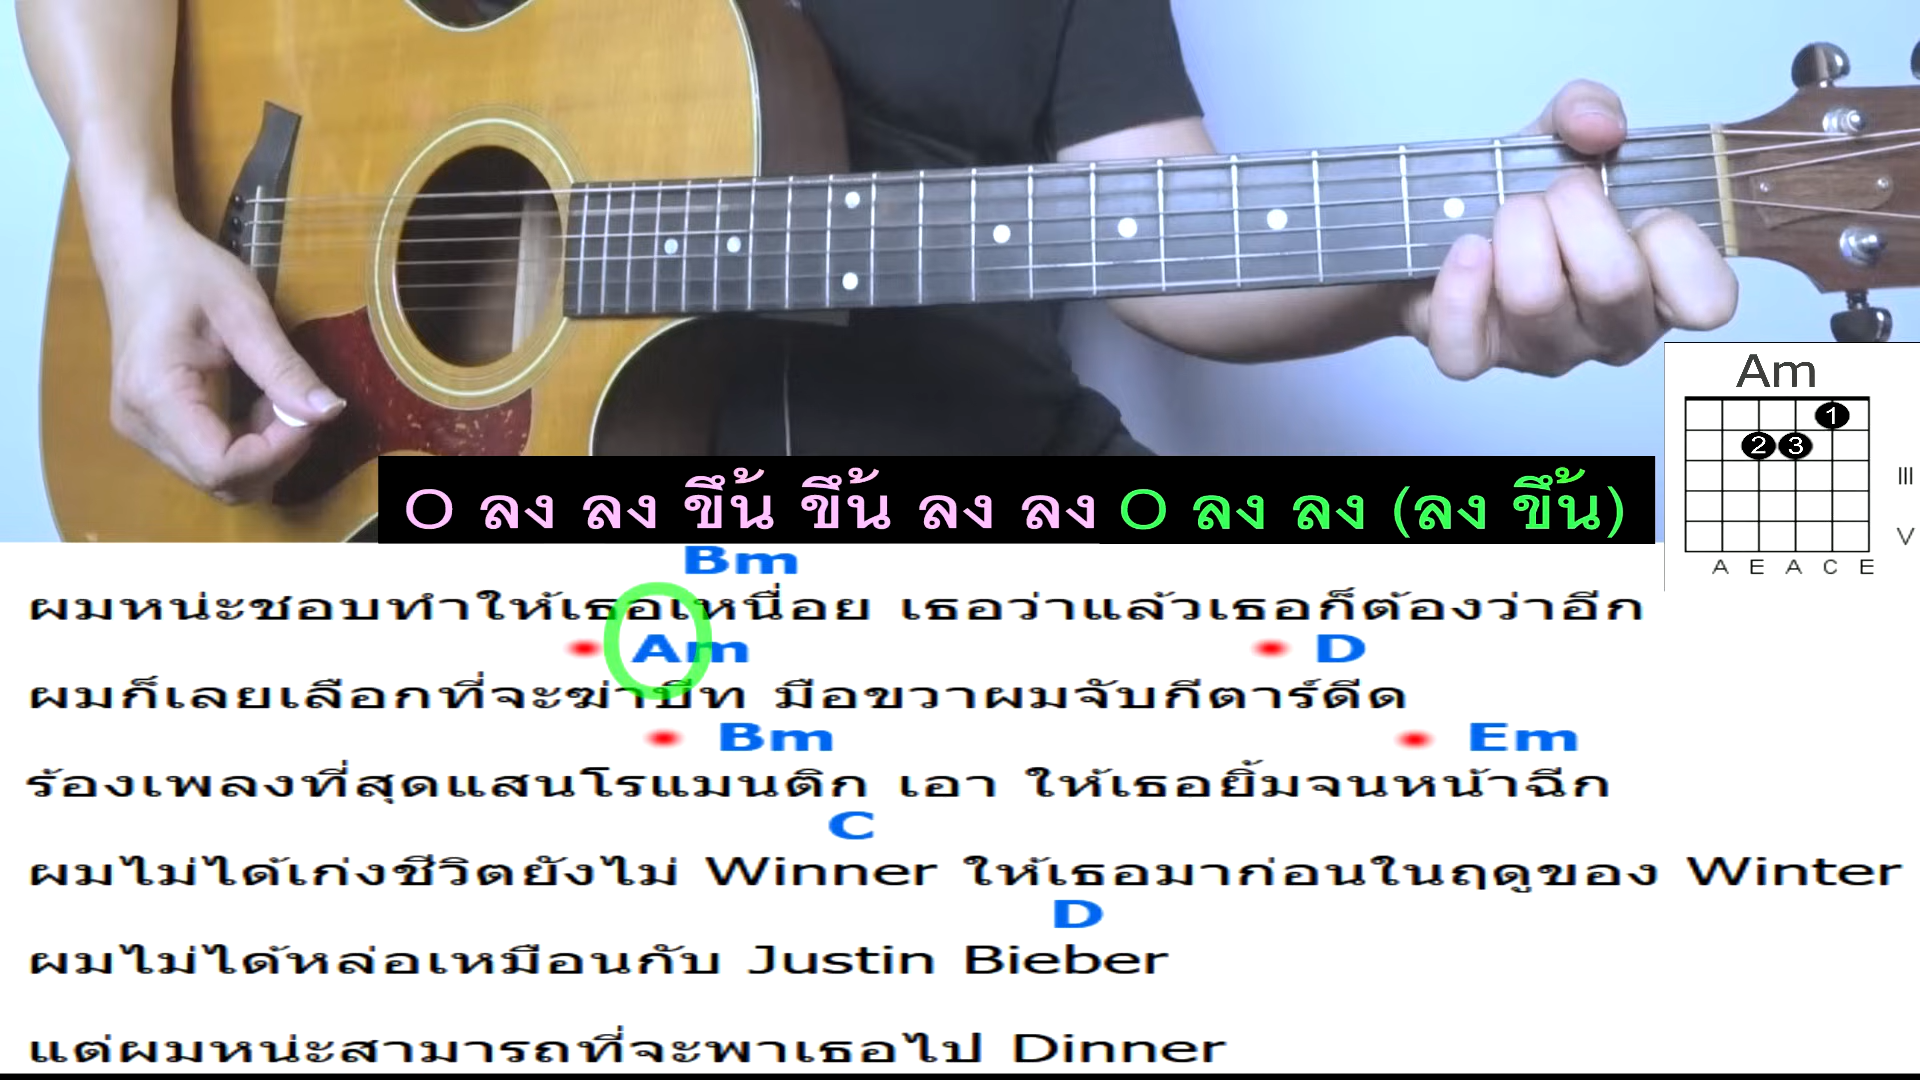 Am
1
2 3
III
V
A E A C E
O ลง ลง ขึ้น ขึ้น ลง ลง O ลง ลง (ลง ขึ้น)
Bm
ผมหน่ะชอบทำให้เธอเหนื่อย เธอว่าแล้วเธอก็ต้องว่าอีก
Am D
ผมก็เลยเลือกที่จะฆ่าบีท มือขวาผมจับกีตาร์ดีด
Bm Em
ร้องเพลงที่สุดแสนโรแมนติก เอา ให้เธอยิ้มจนหน้าฉีก
C
ผมไม่ได้เก่งชีวิตยังไม่ Winner ให้เธอมาก่อนในฤดูของ Winter
D
ผมไม่ได้หล่อเหมือนกับ Justin Bieber
แต่ผมหน่ะสามารถที่จะพาเธอไป Dinner